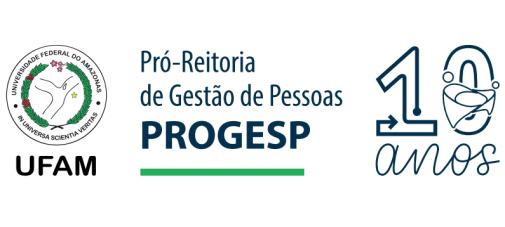 UNIVERSIDADE FEDERAL DO AMAZONAS
IN UNIVERSA SCIENTIA VERITAS
UFAM
Pró-Reitoria
de Gestão de Pessoas
PROGESP
10
anos